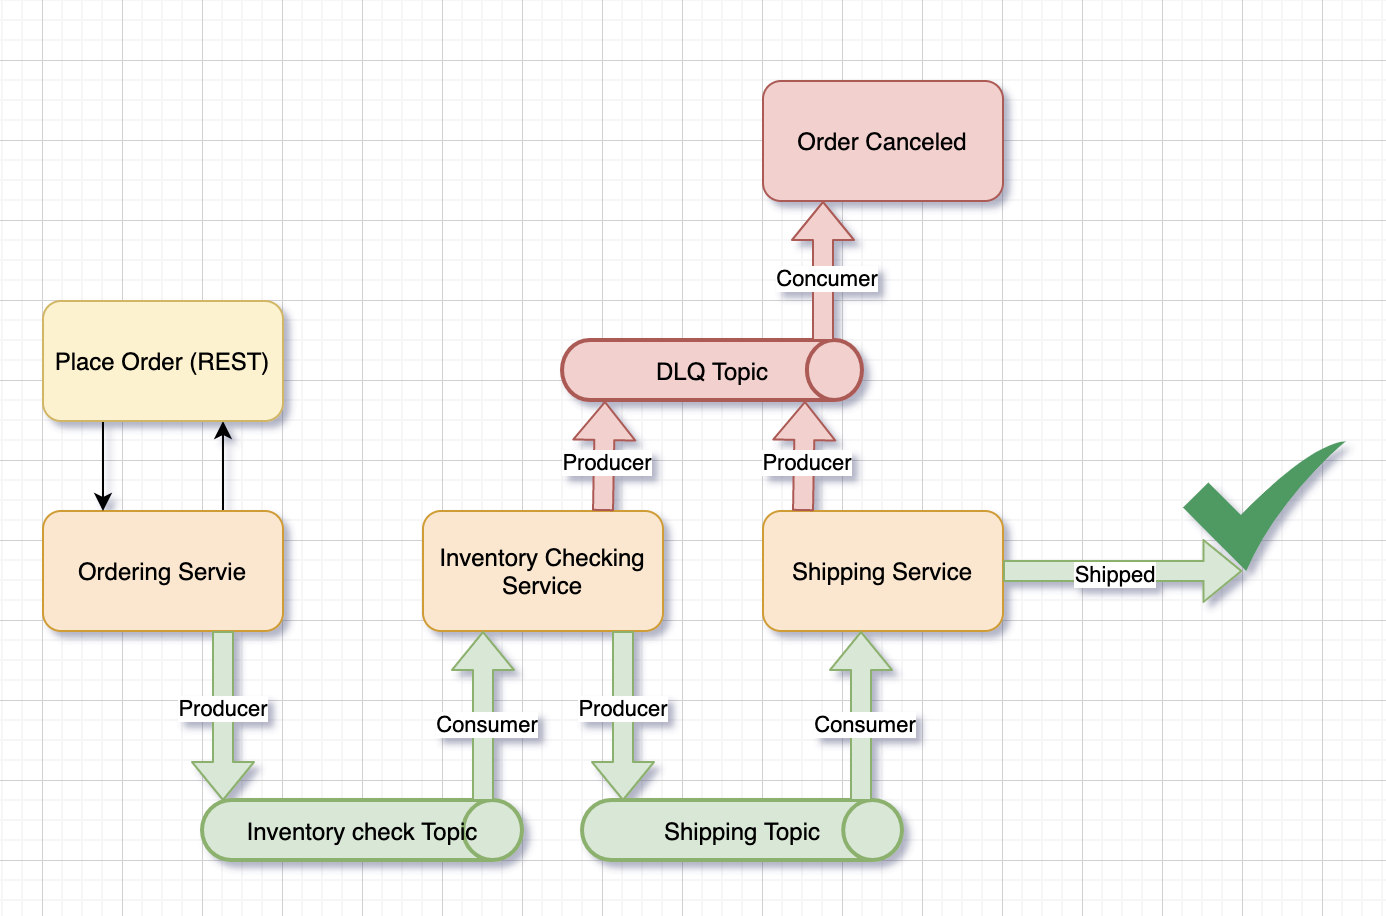 Order Canceled
Concumer
Place Order (REST)
DLQ Topic
Producer
Producer
Ordering Servie
Inventory Checking
Service
Shipping Service
Shipped
Producer
Consumer
Producer
Consumer
Inventory check Topic
Shipping Topic